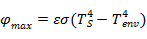 φ_max = εσ(T_S^4 − T_env^4)